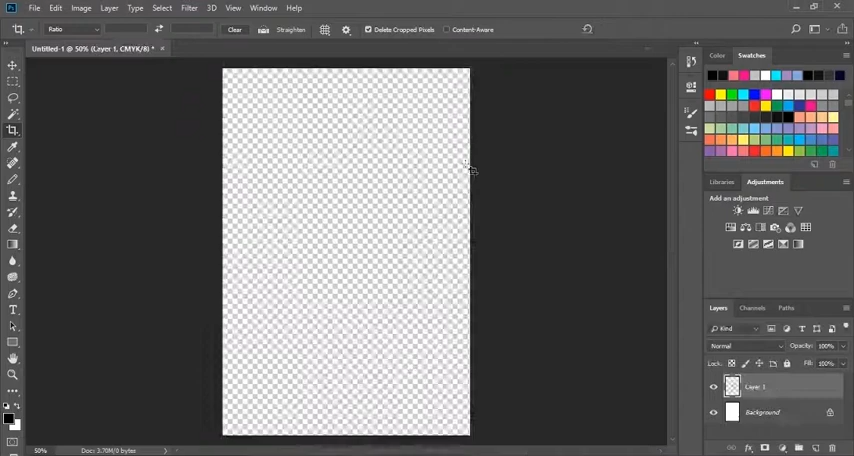 Ps File Edit Image Layer Type Select Filter 3D View Window Help
Ratio Clear Straighten Delete Cropped Pixels Content-Aware
Untitled-1 @ 50% (Layer 1, CMYK/8) *
Color Swatches
Libraries Adjustments
Add an adjustment
Layers Channels Paths
Kind
Normal Opacity: 100%
Lock: Fill: 100%
Layer 1
Background
50% Doc: 3.70M/0 bytes